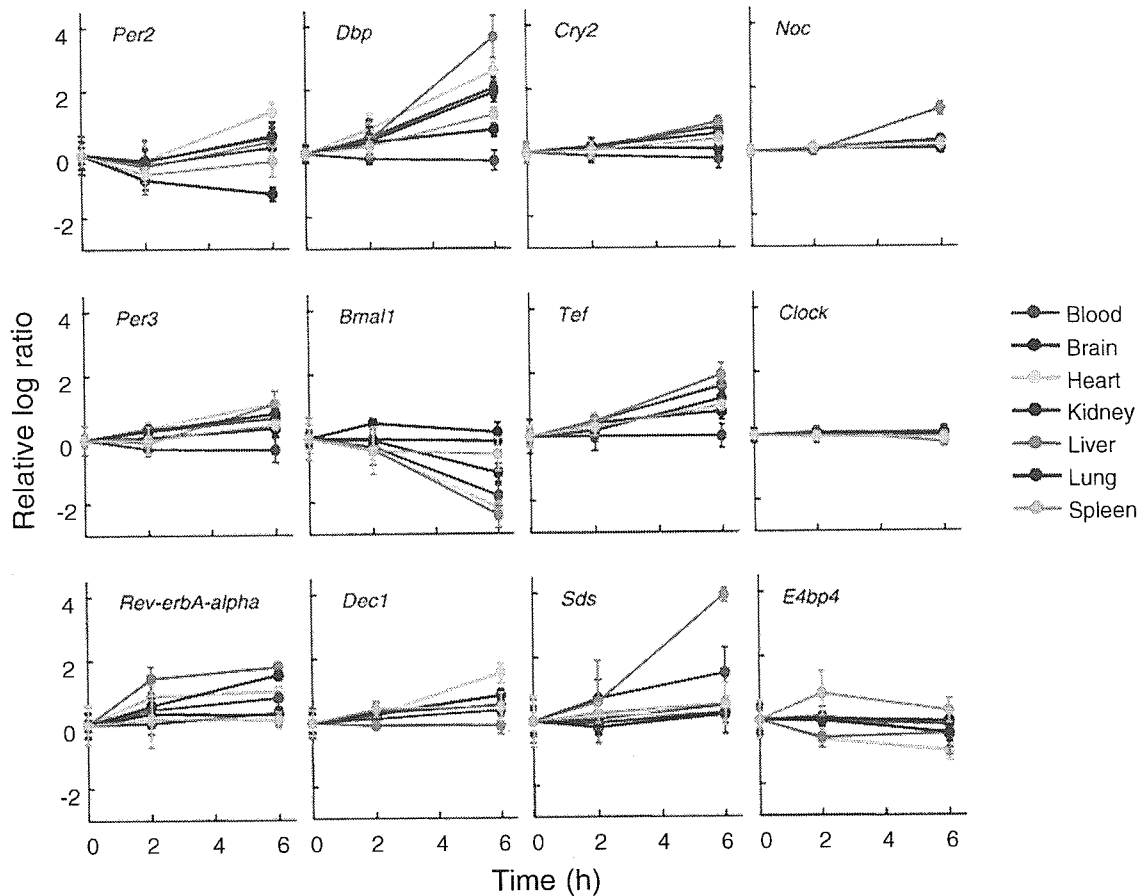 Per2
Dbp
Cry2
Noc
4
2
0
-2
Per3
Bmal1
Tef
Clock
4
2
0
-2
Rev-erbA-alpha
Dec1
Sds
E4bp4
4
2
0
-2
0 2 4 6
0 2 4 6
0 2 4 6
0 2 4 6
Relative log ratio
Time (h)
Blood
Brain
Heart
Kidney
Liver
Lung
Spleen